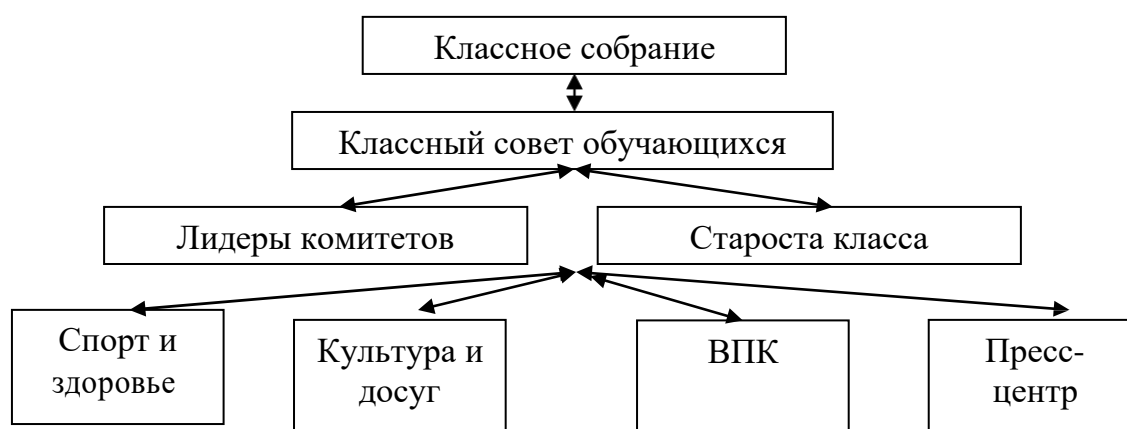 Классное собрание
Классный совет обучающихся
Лидеры комитетов
Староста класса
Спорт и
здоровье
Культура и
досуг
ВПК
Пресс-
центр